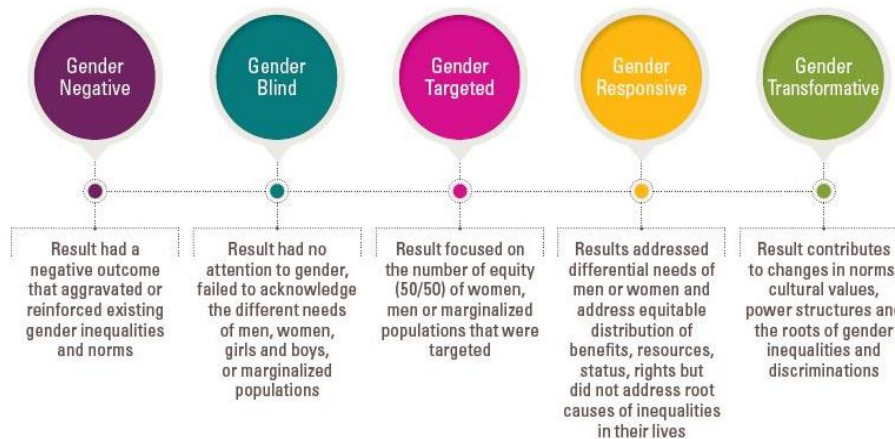 Gender
Negative
Gender
Blind
Gender
Targeted
Gender
Responsive
Gender
Transformative
Result had a
negative outcome
that aggravated or
reinforced existing
gender inequalities
and norms
Result had no
attention to gender,
failed to acknowledge
the different needs
of men, women,
girls and boys,
or marginalized
populations
Result focused on
the number of equity
(50/50) of women,
men or marginalized
populations that were
targeted
Results addressed
differential needs of
men or women and
address equitable
distribution of
benefits, resources,
status, rights but
did not address root
causes of inequalities
in their lives
Result contributes
to changes in norms
cultural values,
power structures an
the roots of gender
inequalities and
discriminations